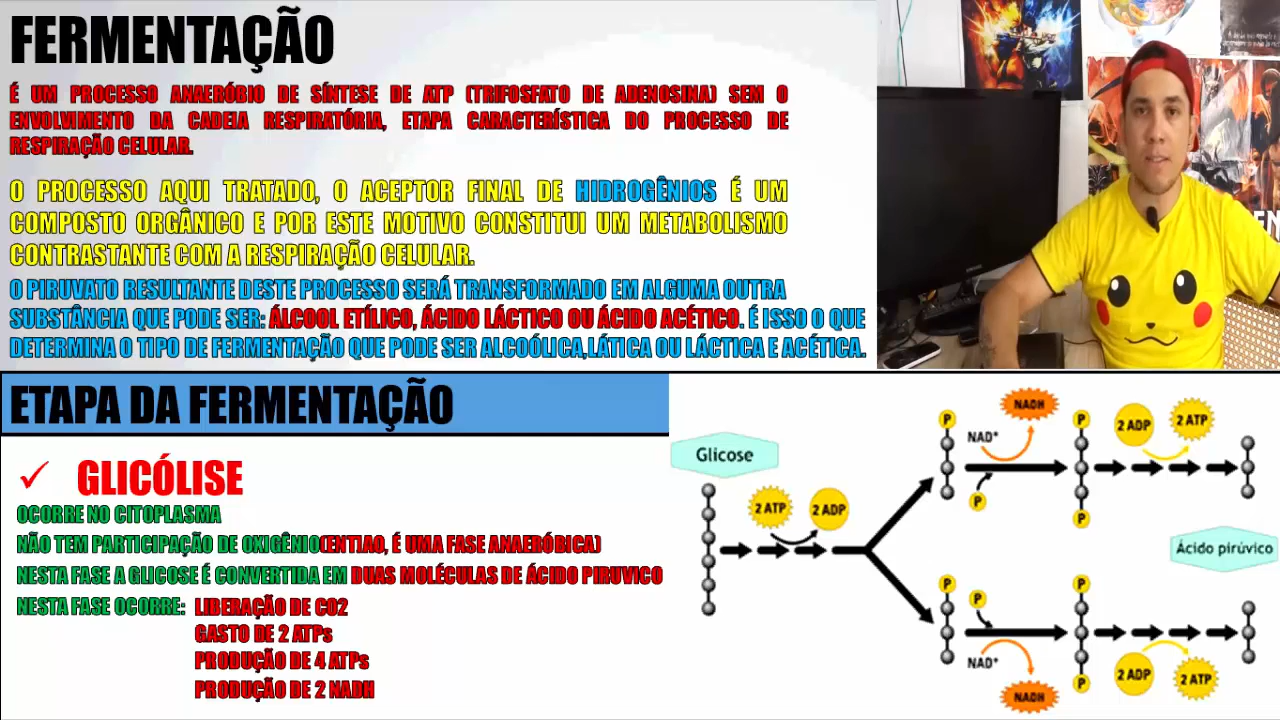 FERMENTAÇÃO
É UM PROCESSO ANAERÓBIO DE SÍNTESE DE ATP (TRIFOSFATO DE ADENOSINA) SEM O
ENVOLVIMENTO DA CADEIA RESPIRATÓRIA, ETAPA CARACTERÍSTICA DO PROCESSO DE
RESPIRAÇÃO CELULAR.
O PROCESSO AQUI TRATADO, O ACEPTOR FINAL DE HIDROGÊNIOS É UM
COMPOSTO ORGÂNICO E POR ESTE MOTIVO CONSTITUI UM METABOLISMO
CONTRASTANTE COM A RESPIRAÇÃO CELULAR.
O PIRUVATO RESULTANTE DESTE PROCESSO SERÁ TRANSFORMADO EM ALGUMA OUTRA
SUBSTÂNCIA QUE PODE SER: ÁLCOOL ETÍLICO, ÁCIDO LÁCTICO OU ÁCIDO ACÉTICO. É ISSO O QUE
DETERMINA O TIPO DE FERMENTAÇÃO QUE PODE SER ALCOÓLICA,LÁTICA OU LÁCTICA E ACÉTICA.
ETAPA DA FERMENTAÇÃO
✓ GLICÓLISE
OCORRE NO CITOPLASMA
NÃO TEM PARTICIPAÇÃO DE OXIGÊNIO(ENTIAO, É UMA FASE ANAERÓBICA)
NESTA FASE A GLICOSE É CONVERTIDA EM DUAS MOLÉCULAS DE ÁCIDO PIRUVICO
NESTA FASE OCORRE: LIBERAÇÃO DE CO2
GASTO DE 2 ATPs
PRODUÇÃO DE 4 ATPs
PRODUÇÃO DE 2 NADH
Glicose
2 ATP
2 ADP
P
NAD+
NADH
P
P
P
2 ADP
2 ATP
Ácido pirúvico
P
P
NAD+
NADH
P
P
2 ADP
2 ATP